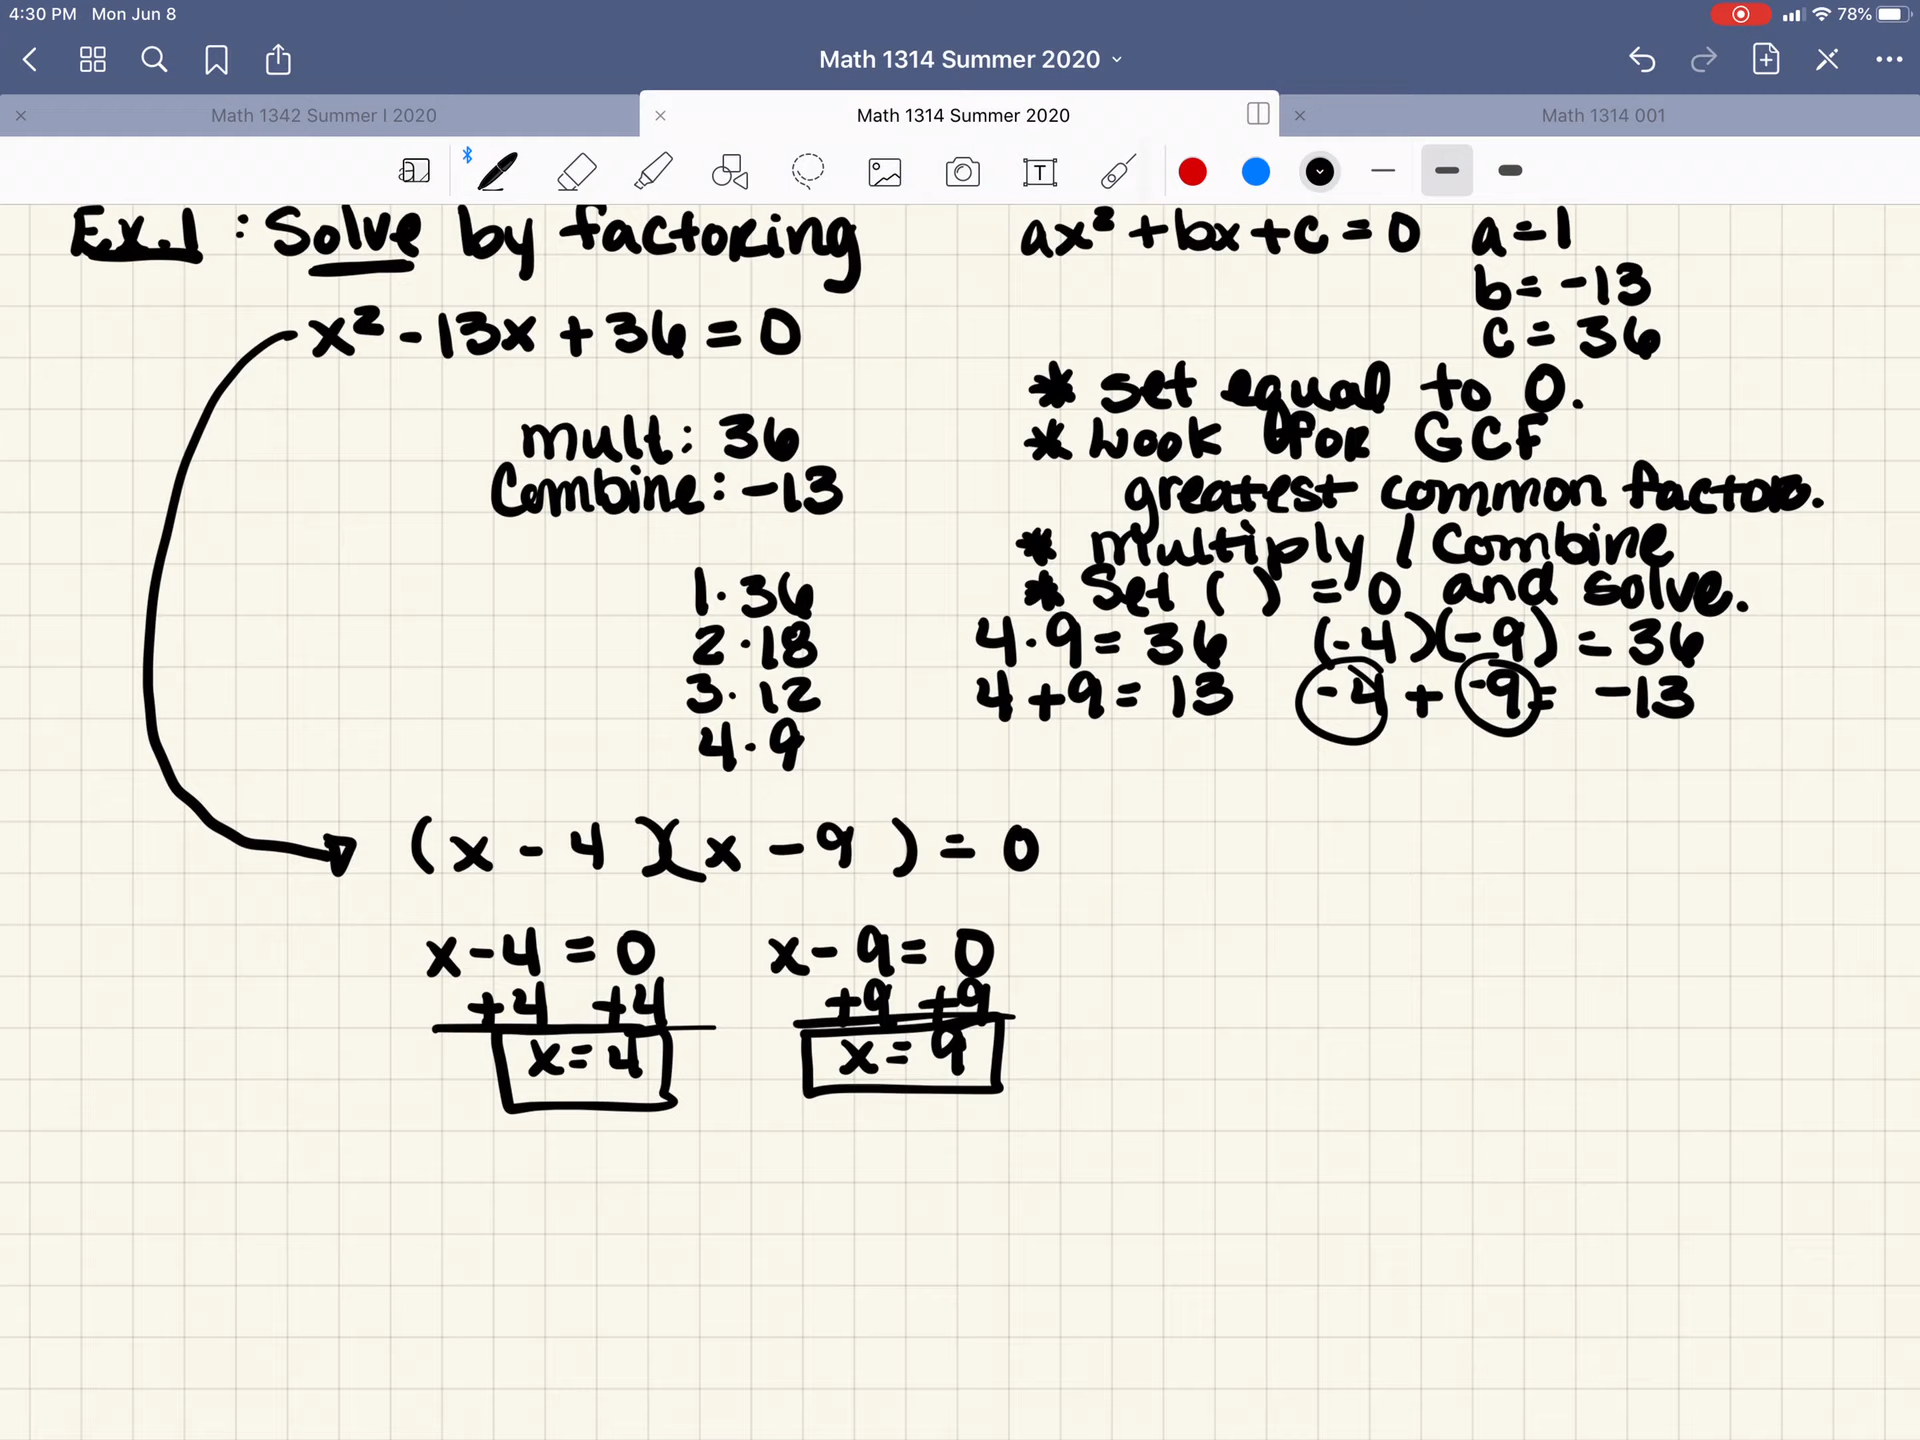 4:30 PM Mon Jun 8
78%
Math 1314 Summer 2020
Math 1342 Summer I 2020
Math 1314 Summer 2020
Math 1314 001
Ex.1 : Solve by factoring
x² - 13x + 36 = 0
mult: 36
Combine: -13
1·36
2·18
3·12
4·9
ax² + bx + c = 0 a=1
b= -13
c= 36
* set equal to 0.
* Look for GCF
greatest common factor.
* Multiply / Combine
* Set ( ) = 0 and solve.
4·9 = 36 (-4)(-9) = 36
4+9= 13 -4 + -9 = -13
(x - 4)(x - 9) = 0
x-4 = 0 x-9= 0
+4 +4 +9 +9
x=4 x=9